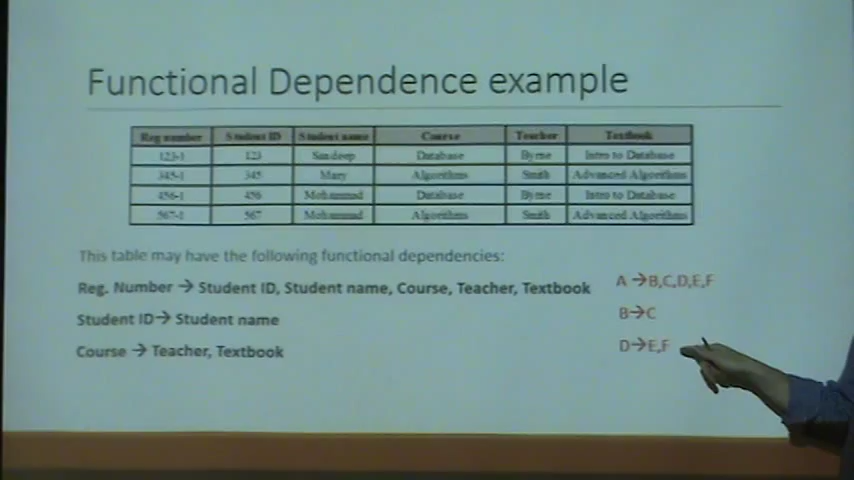 Functional Dependence example
Reg number Student ID Student name Course Teacher Textbook
123-1 123 Sandeep Database Byrne Intro to Database
345-1 345 Mary Algorithms Smith Advanced Algorithms
456-1 456 Mohammad Database Byrne Intro to Database
567-1 567 Mohammad Algorithms Smith Advanced Algorithms
This table may have the following functional dependencies:
Reg. Number → Student ID, Student name, Course, Teacher, Textbook A →B,C,D,E,F
Student ID→ Student name B→C
Course → Teacher, Textbook D→E,F